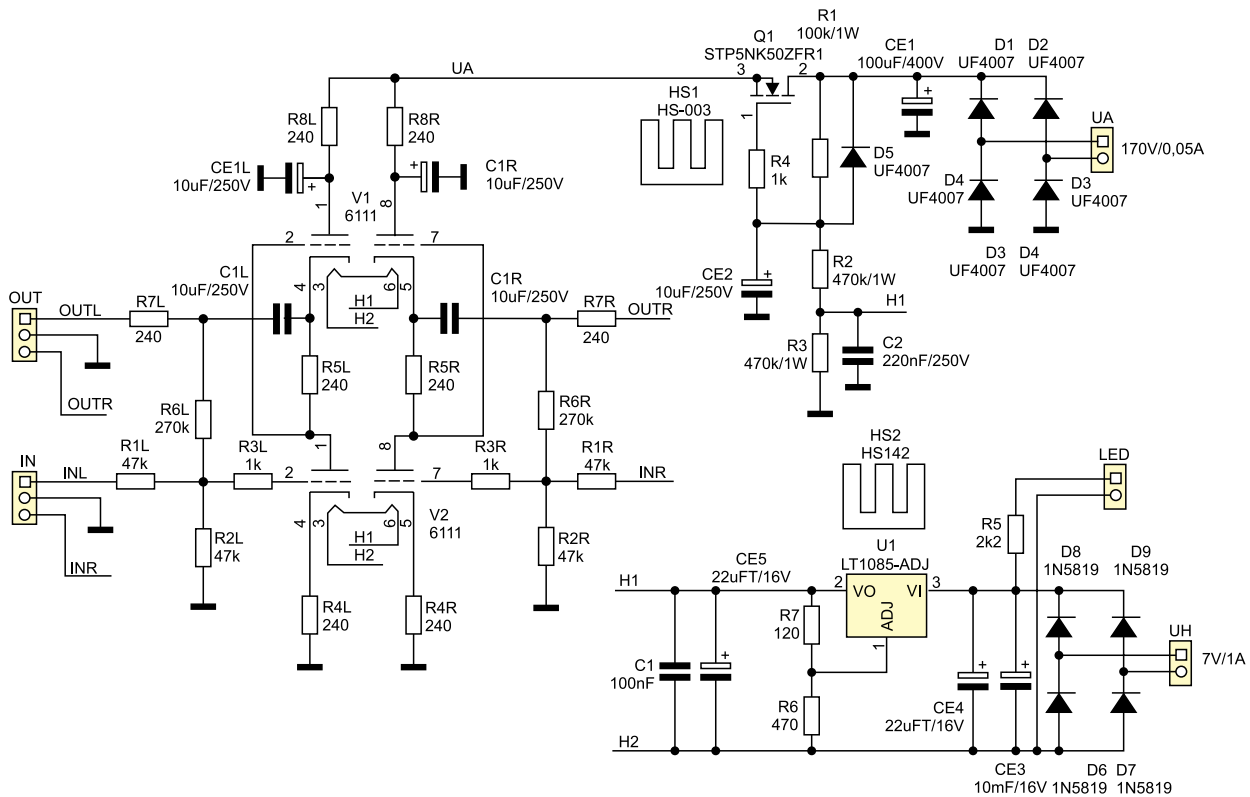 R1
100k/1W
Q1
STP5NK50ZFR1
CE1
100uF/400V
D1
UF4007
D2
UF4007
UA
3
2
1
HS1
HS-003
R8L
240
R8R
240
UA
170V/0,05A
R4
1k
D5
UF4007
CE1L
10uF/250V
+
+
C1R
10uF/250V
+
D4
UF4007
D3
UF4007
V1
6111
1
8
2
7
C1L
10uF/250V
4
3
6
5
H1
H2
C1R
10uF/250V
CE2
10uF/250V
+
R2
470k/1W
D3
UF4007
D4
UF4007
H1
OUT
OUTL
R7L
240
R7R
240
OUTR
R3
470k/1W
C2
220nF/250V
R5L
240
R5R
240
OUTR
R6L
270k
R6R
270k
IN
INL
R1L
47k
R3L
1k
1
8
2
7
R3R
1k
R1R
47k
INR
HS2
HS142
LED
4
3
6
5
H1
H2
V2
6111
R2L
47k
R2R
47k
INR
R5
2k2
U1
LT1085-ADJ
D8
1N5819
D9
1N5819
CE5
22uFT/16V
H1
2
VO
VI
3
ADJ
1
R4L
240
R4R
240
R7
120
UH
7V/1A
C1
100nF
+
+
+
R6
470
CE4
22uFT/16V
H2
CE3
10mF/16V
D6
1N5819
D7
1N5819